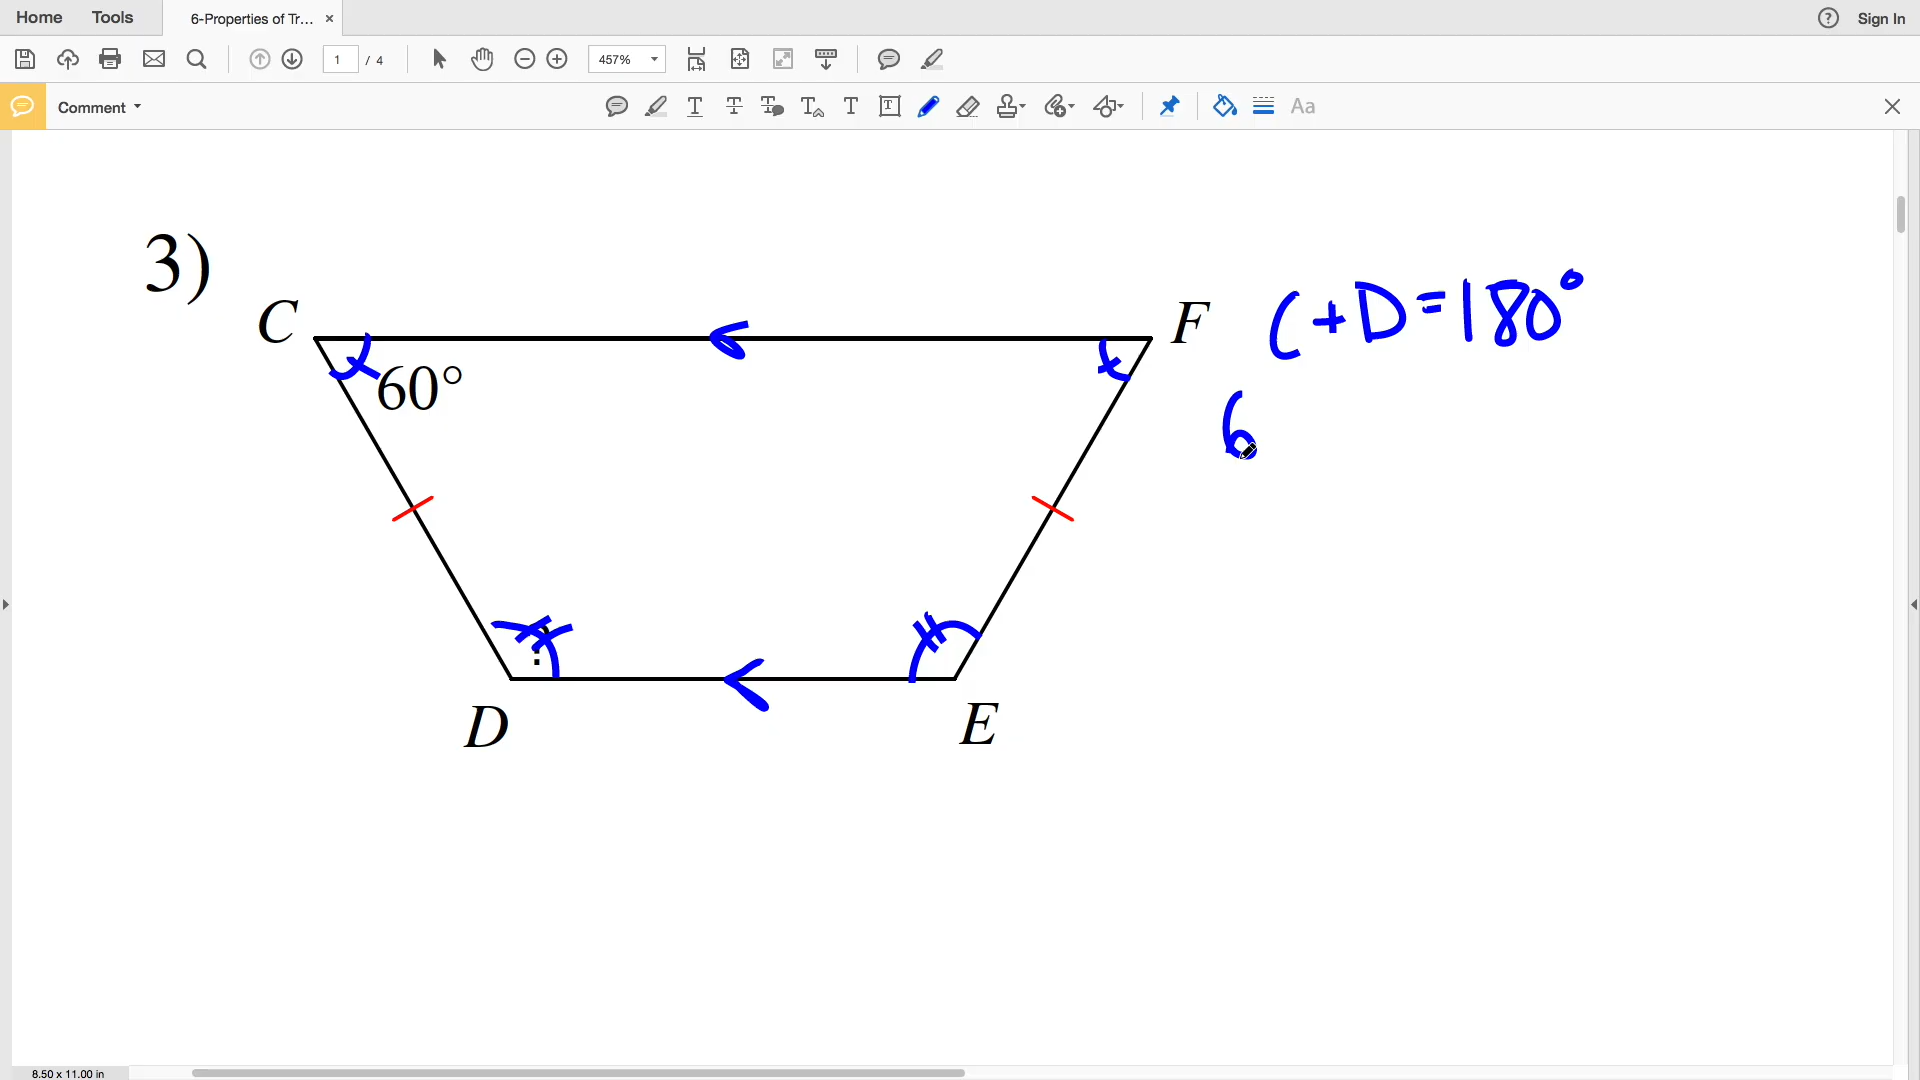 Home Tools 6-Properties of Tr... × ? Sign In
1 / 4 457%
Comment T T T T T T Aa
3)
C F C+D=180°
60° 6
?
D E
8.50 x 11.00 in